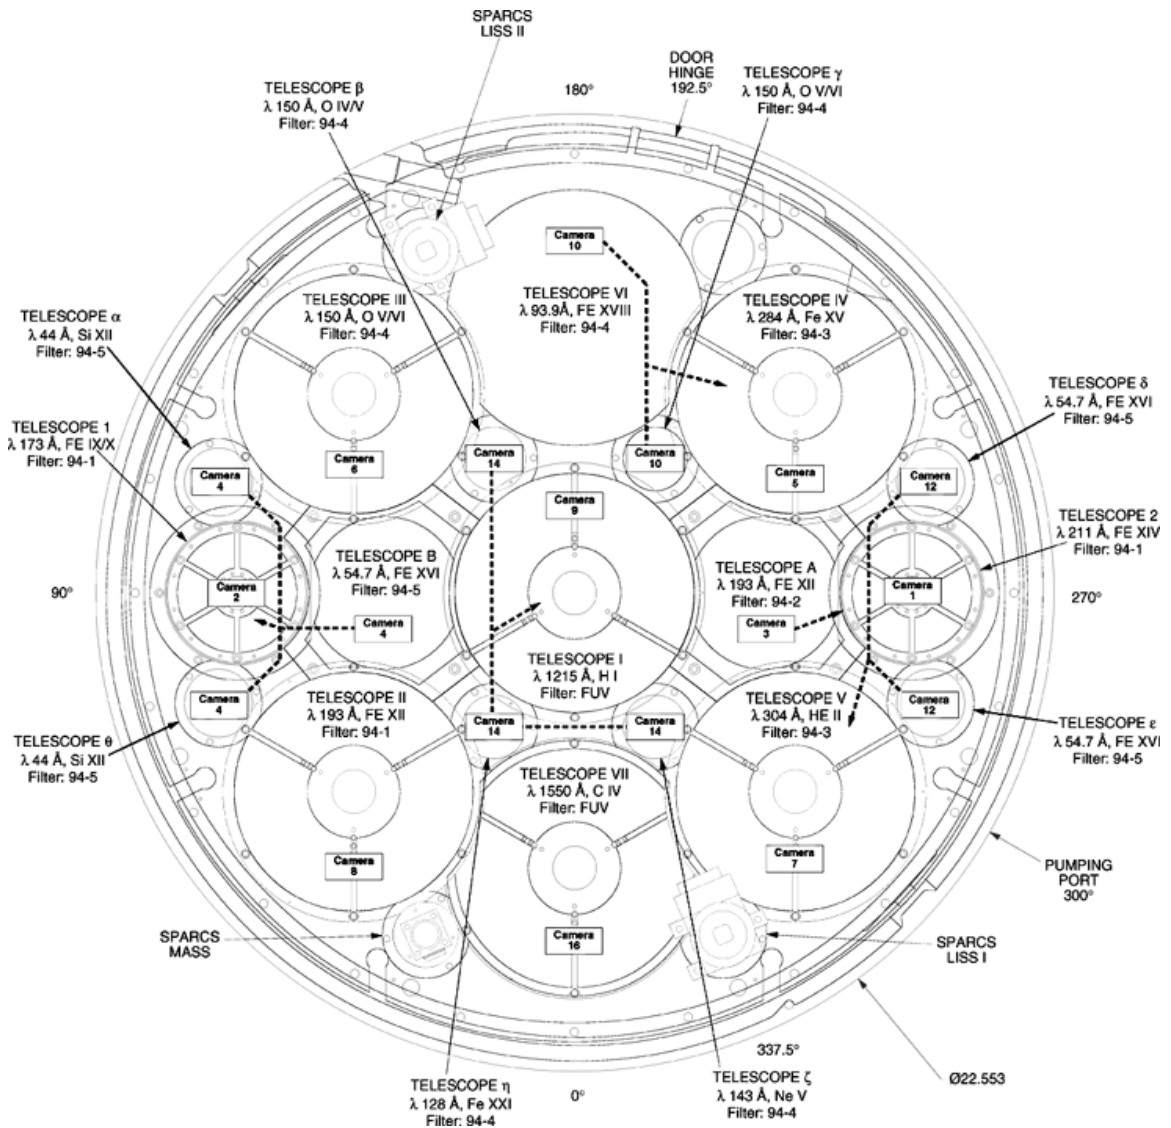 SPARCS
LISS II
DOOR
HINGE
192.5°
TELESCOPE β
λ 150 Å, O IV/V
Filter: 94-4
180°
TELESCOPE γ
λ 150 Å, O V/VI
Filter: 94-4
Camera
10
TELESCOPE III
λ 150 Å, O V/VI
Filter: 94-4
TELESCOPE VI
λ 93.9Å, FE XVIII
Filter: 94-4
TELESCOPE IV
λ 284 Å, Fe XV
Filter: 94-3
TELESCOPE α
λ 44 Å, Si XII
Filter: 94-5
TELESCOPE δ
λ 54.7 Å, FE XVI
Filter: 94-5
TELESCOPE 1
λ 173 Å, FE IX/X
Filter: 94-1
Camera
4
Camera
6
Camera
14
Camera
10
Camera
5
Camera
12
Camera
9
TELESCOPE 2
λ 211 Å, FE XIV
Filter: 94-1
TELESCOPE B
λ 54.7 Å, FE XVI
Filter: 94-5
TELESCOPE A
λ 193 Å, FE XII
Filter: 94-2
90°
Camera
2
Camera
4
Camera
3
Camera
1
270°
TELESCOPE I
λ 1215 Å, H I
Filter: FUV
Camera
4
TELESCOPE II
λ 193 Å, FE XII
Filter: 94-1
TELESCOPE V
λ 304 Å, HE II
Filter: 94-3
Camera
12
Camera
14
Camera
14
TELESCOPE θ
λ 44 Å, Si XII
Filter: 94-5
TELESCOPE ε
λ 54.7 Å, FE XVI
Filter: 94-5
TELESCOPE VII
λ 1550 Å, C IV
Filter: FUV
Camera
8
Camera
7
PUMPING
PORT
300°
SPARCS
MASS
Camera
16
SPARCS
LISS I
337.5°
Ø22.553
TELESCOPE η
λ 128 Å, Fe XXI
Filter: 94-4
0°
TELESCOPE ζ
λ 143 Å, Ne V
Filter: 94-4